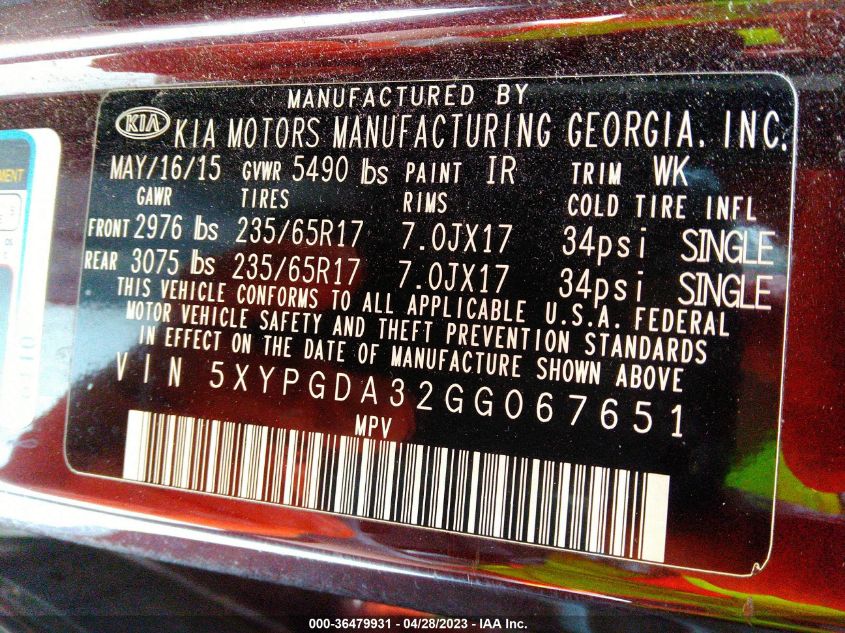 MANUFACTURED BY
KIA KIA MOTORS MANUFACTURING GEORGIA. INC.
MAY/16/15 GVWR 5490 lbs PAINT IR TRIM WK
GAWR TIRES RIMS COLD TIRE INFL
FRONT 2976 lbs 235/65R17 7.0JX17 34psi SINGLE
REAR 3075 lbs 235/65R17 7.0JX17 34psi SINGLE
THIS VEHICLE CONFORMS TO ALL APPLICABLE U.S.A. FEDERAL
MOTOR VEHICLE SAFETY AND THEFT PREVENTION STANDARDS
IN EFFECT ON THE DATE OF MANUFACTURE SHOWN ABOVE
VIN 5XYPGDA32GG067651
MPV
000-36479931 - 04/28/2023 - IAA Inc.